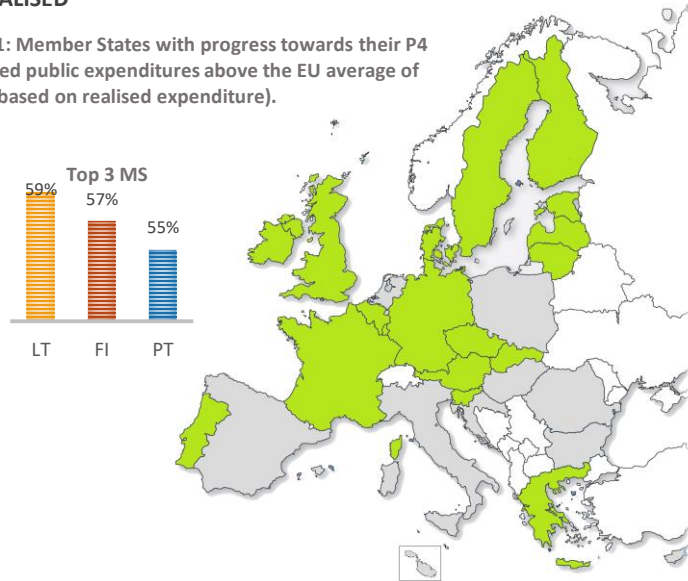 ALISED
1: Member States with progress towards their P4
ed public expenditures above the EU average of
based on realised expenditure).
Top 3 MS
59%
57%
55%
LT FI PT